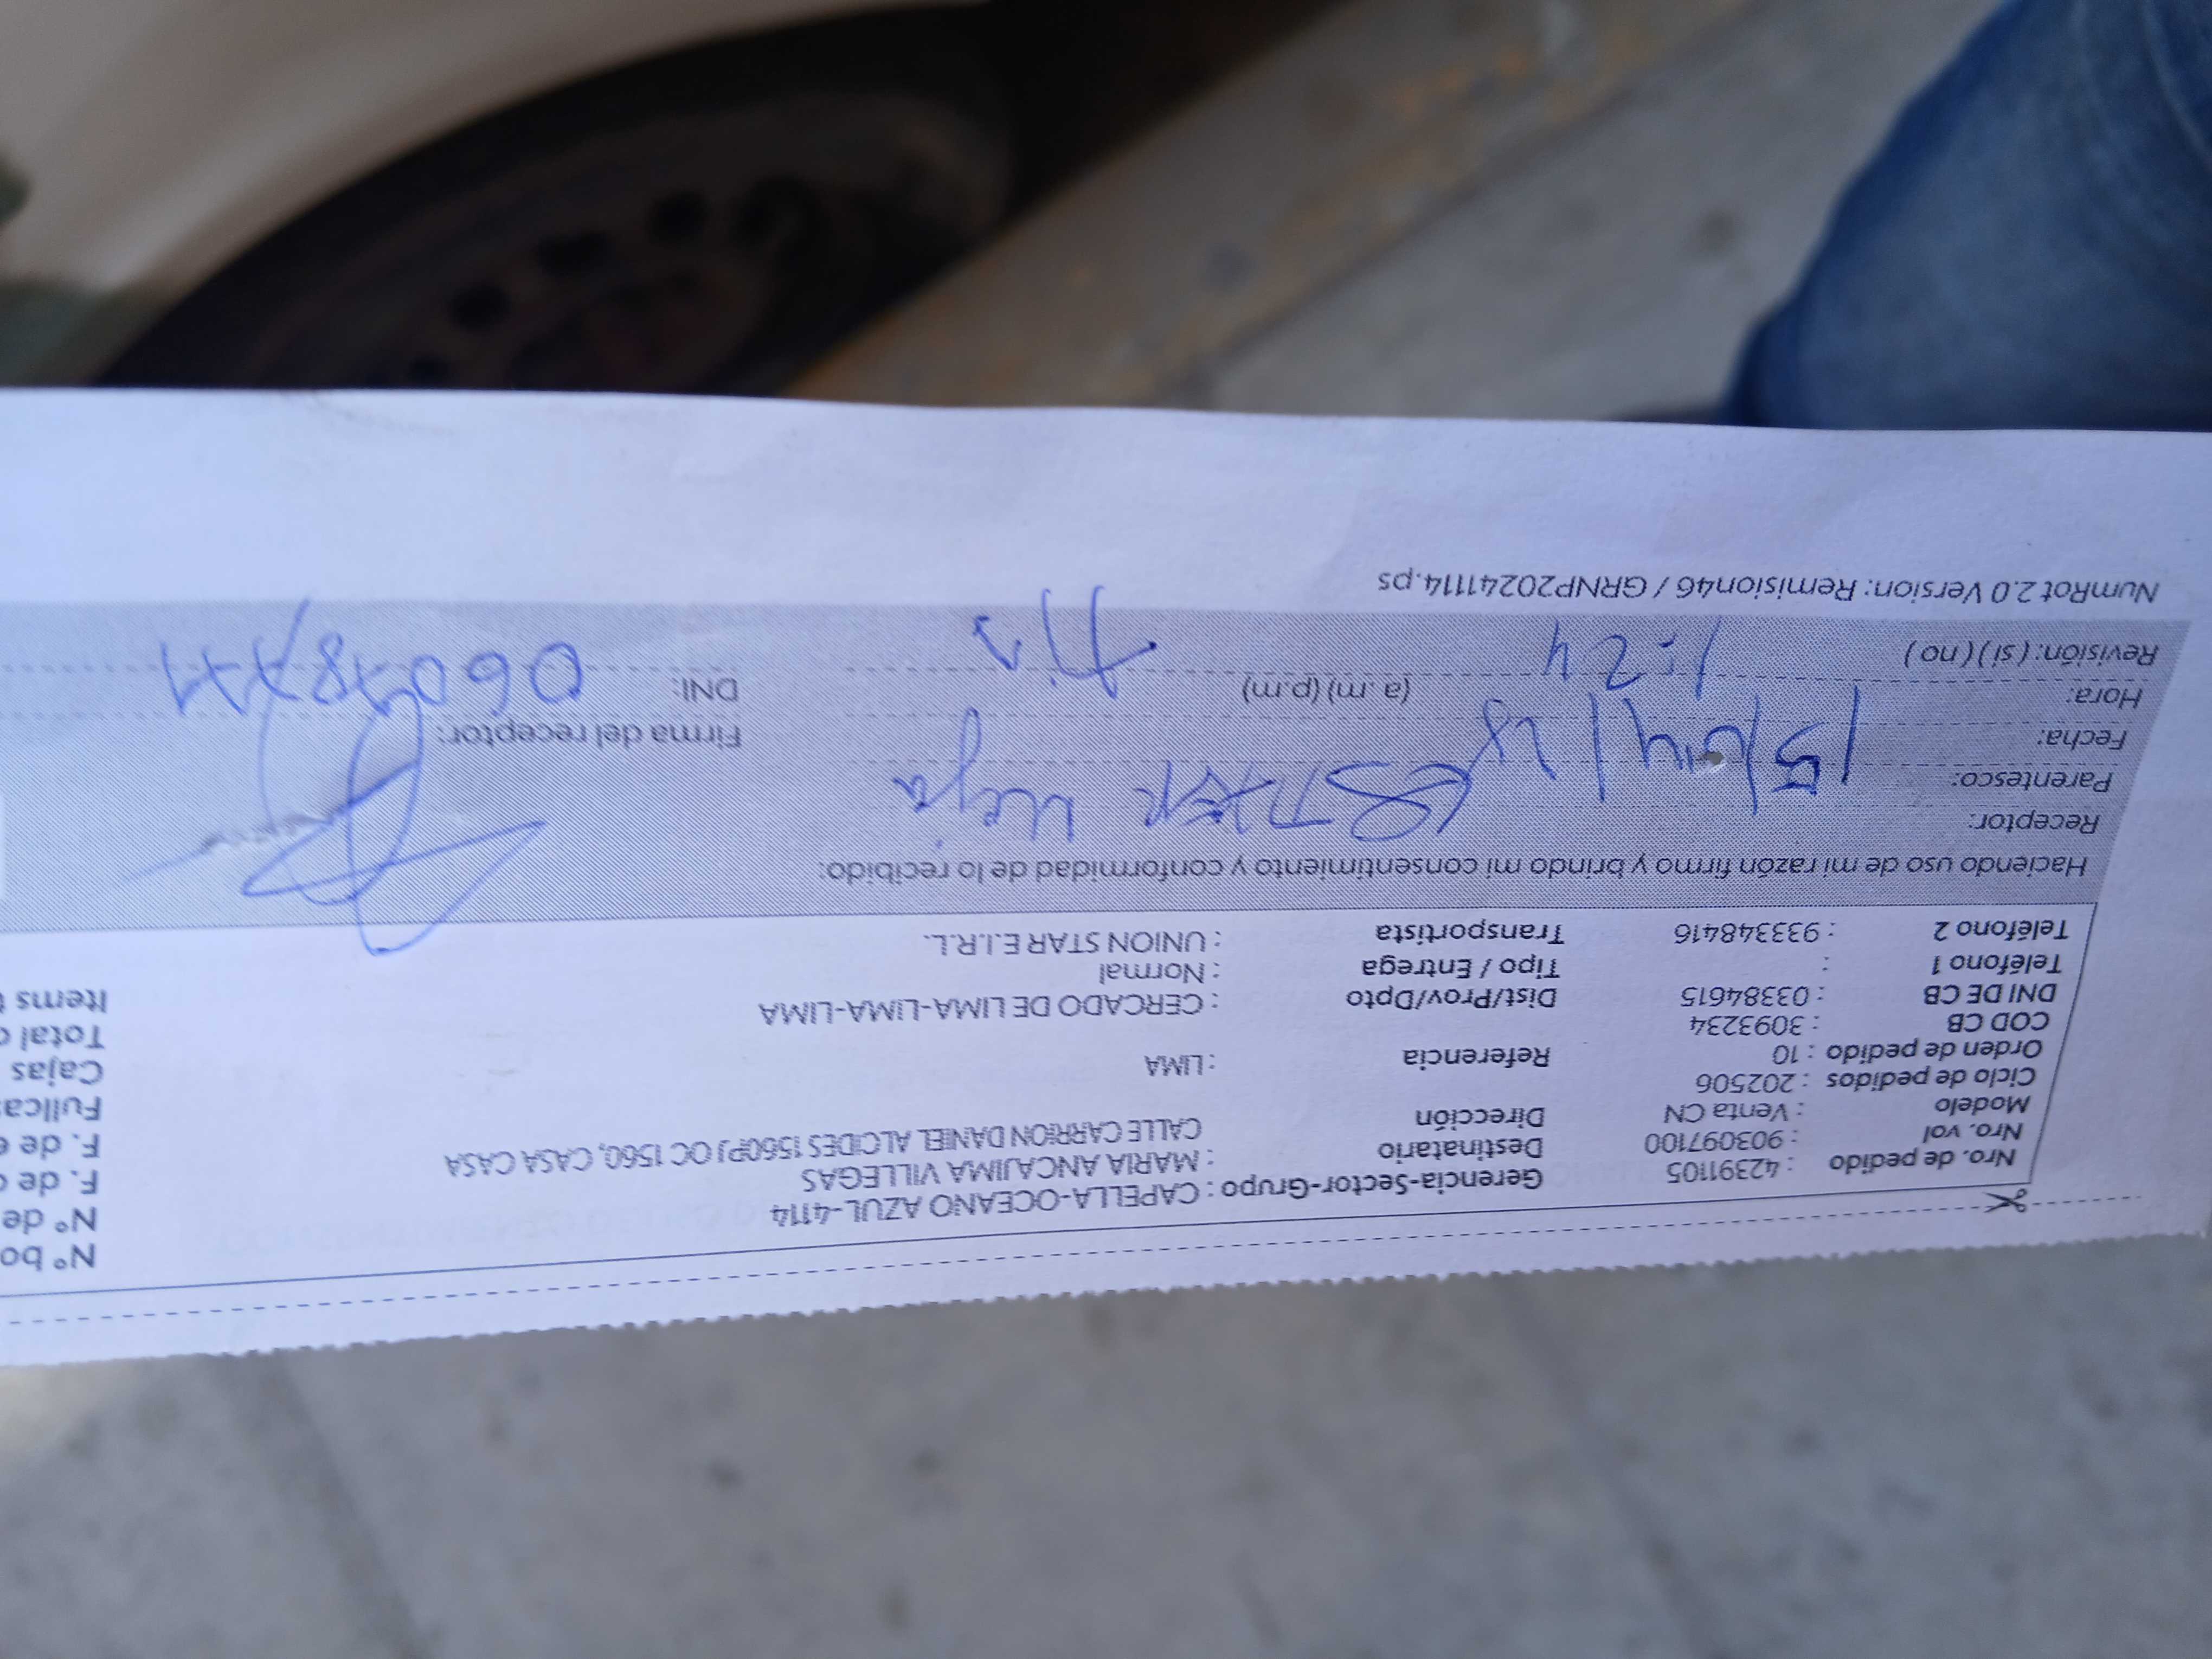 Nº bo
Nro. de pedido : 42391105 Gerencia-Sector-Grupo : CAPELLA-OCEANO AZUL-4114 Nº de
Nro. vol : 903097100 Destinatario : MARIA ANCAJIMA VILLEGAS F. de
Modelo : Venta CN Dirección CALLE CARRION DANIEL ALCIDES 1560PJ OC 1560, CASA CASA F. de
Ciclo de pedidos : 202506 Fullca
Orden de pedido : 10 Referencia : LIMA Cajas
COD CB : 3093234 Total
DNI DE CB : 03384615 Dist/Prov/Dpto : CERCADO DE LIMA-LIMA-LIMA Items
Teléfono 1 : Tipo / Entrega : Normal
Teléfono 2 : 933348416 Transportista : UNION STAR E.I.R.L.
Haciendo uso de mi razón firmo y brindo mi consentimiento y conformidad de lo recibido:
Receptor: ESTHER
Parentesco:
Fecha: 15/ Firma del receptor:
Hora: 1:24 (a.m) (p.m) DNI:
Revisión: ( si ) ( no )
NumRot 2.0 Version: Remision46 / GRNP20241114.ps